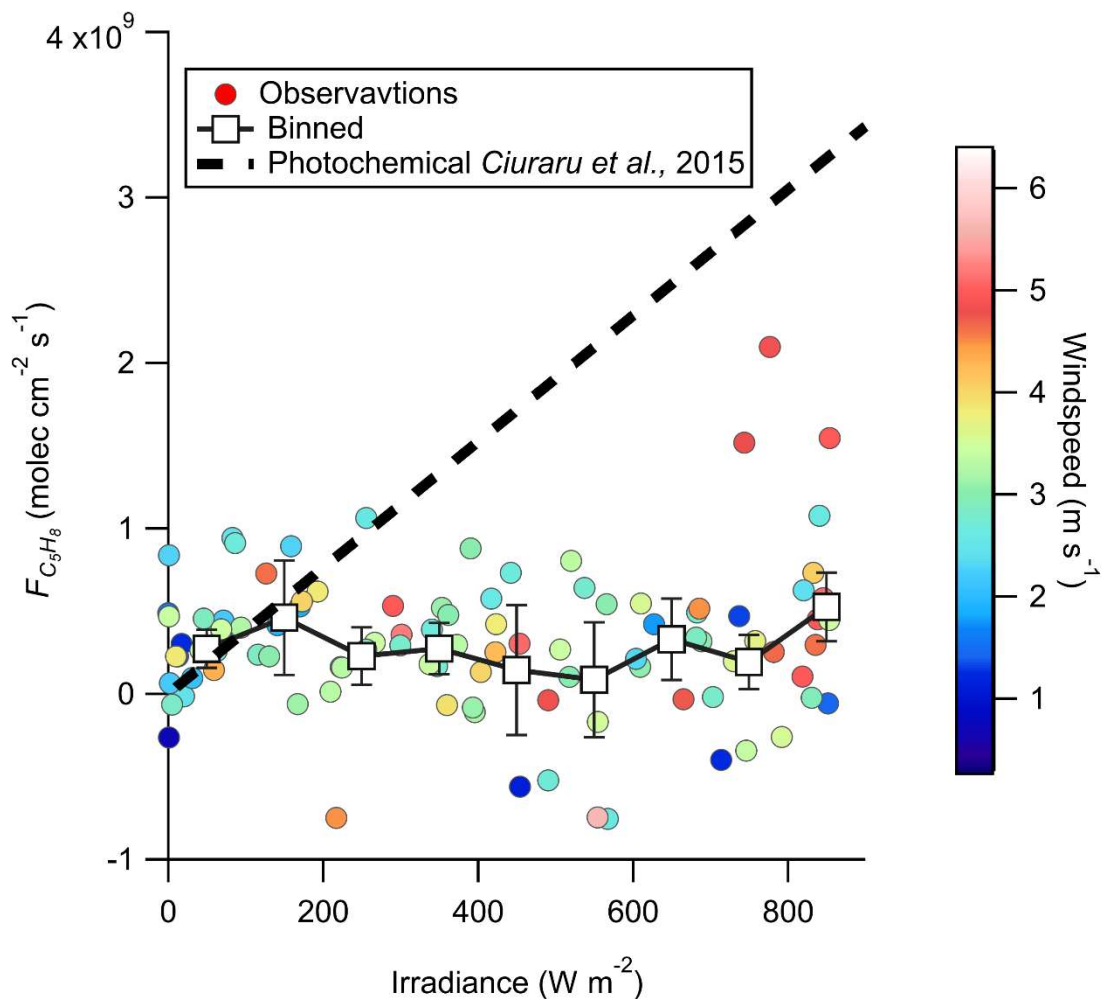 4 x10⁹
3
2
1
0
-1
F_C₅H₈ (molec cm⁻² s⁻¹)
Observavtions
Binned
Photochemical Ciuraru et al., 2015
0 200 400 600 800
Irradiance (W m⁻²)
6
5
4
3
2
1
Windspeed (m s⁻¹)